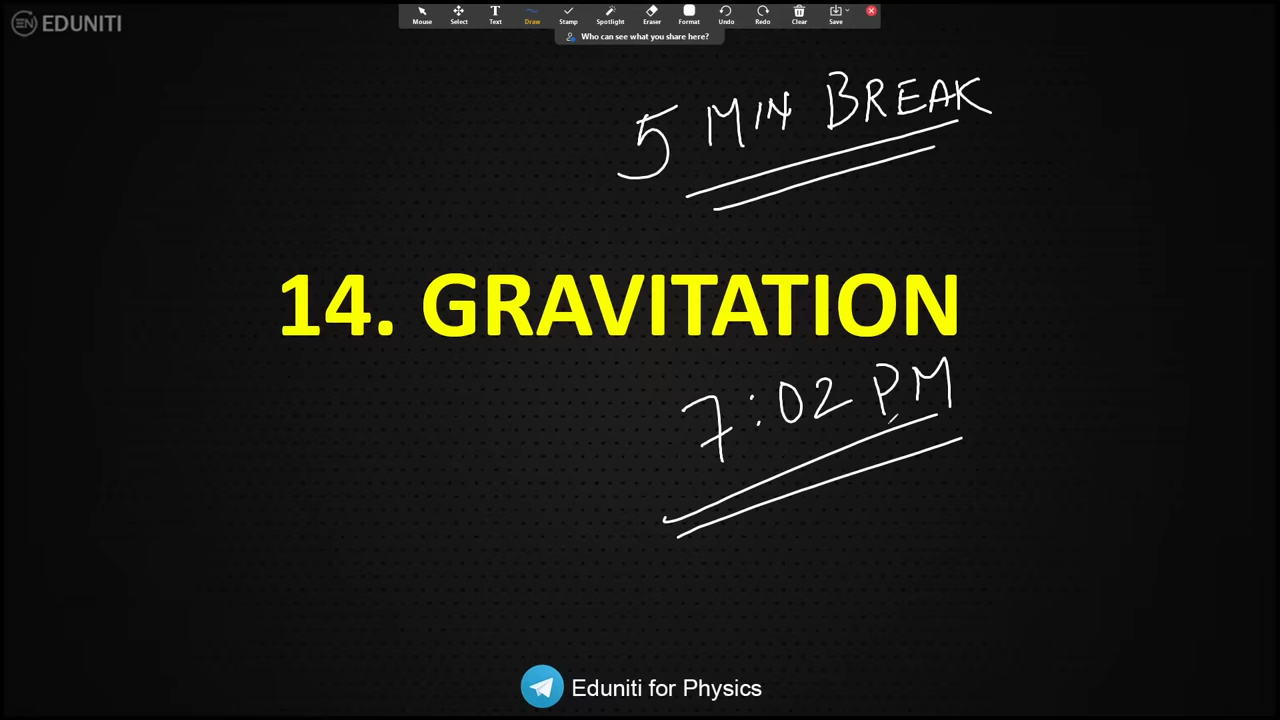 EDUNITI
Mouse Select Text Draw Stamp Spotlight Eraser Format Undo Redo Clear Save
Who can see what you share here?
5 MIN BREAK
14. GRAVITATION
7:02 PM
Eduniti for Physics